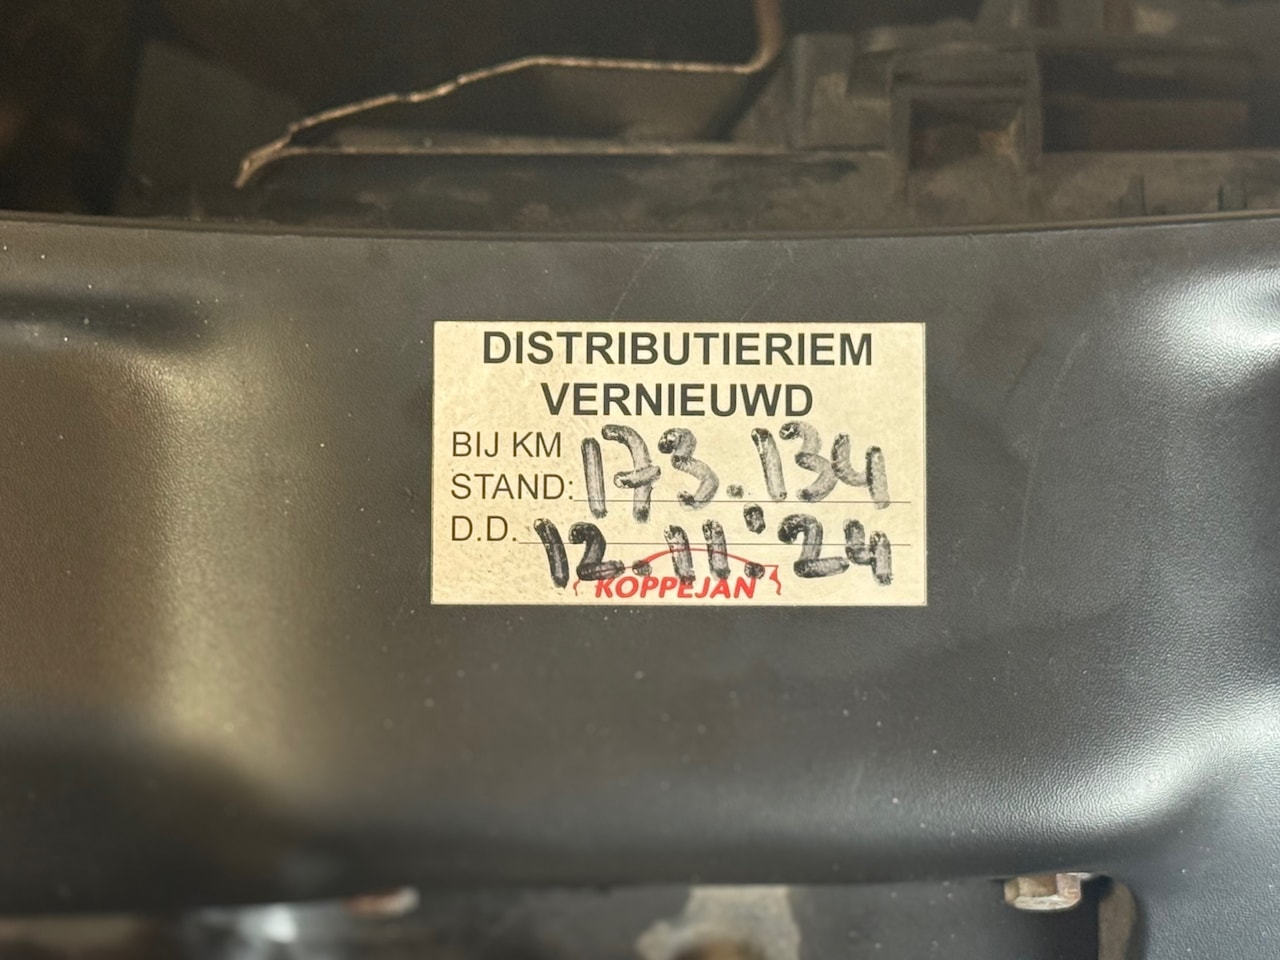 DISTRIBUTIERIEM
VERNIEUWD
BIJ KM
STAND: 173.134
D.D. 12.11.'24
KOPPEJAN